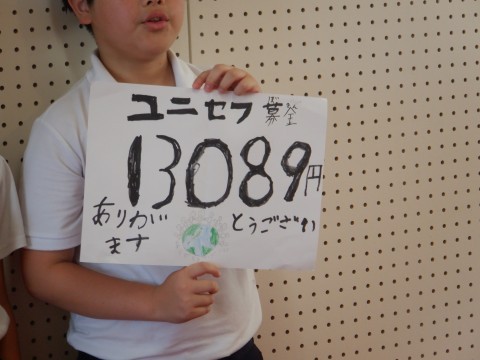 ユニセフ募金
13089円
ありがとうござい
ます